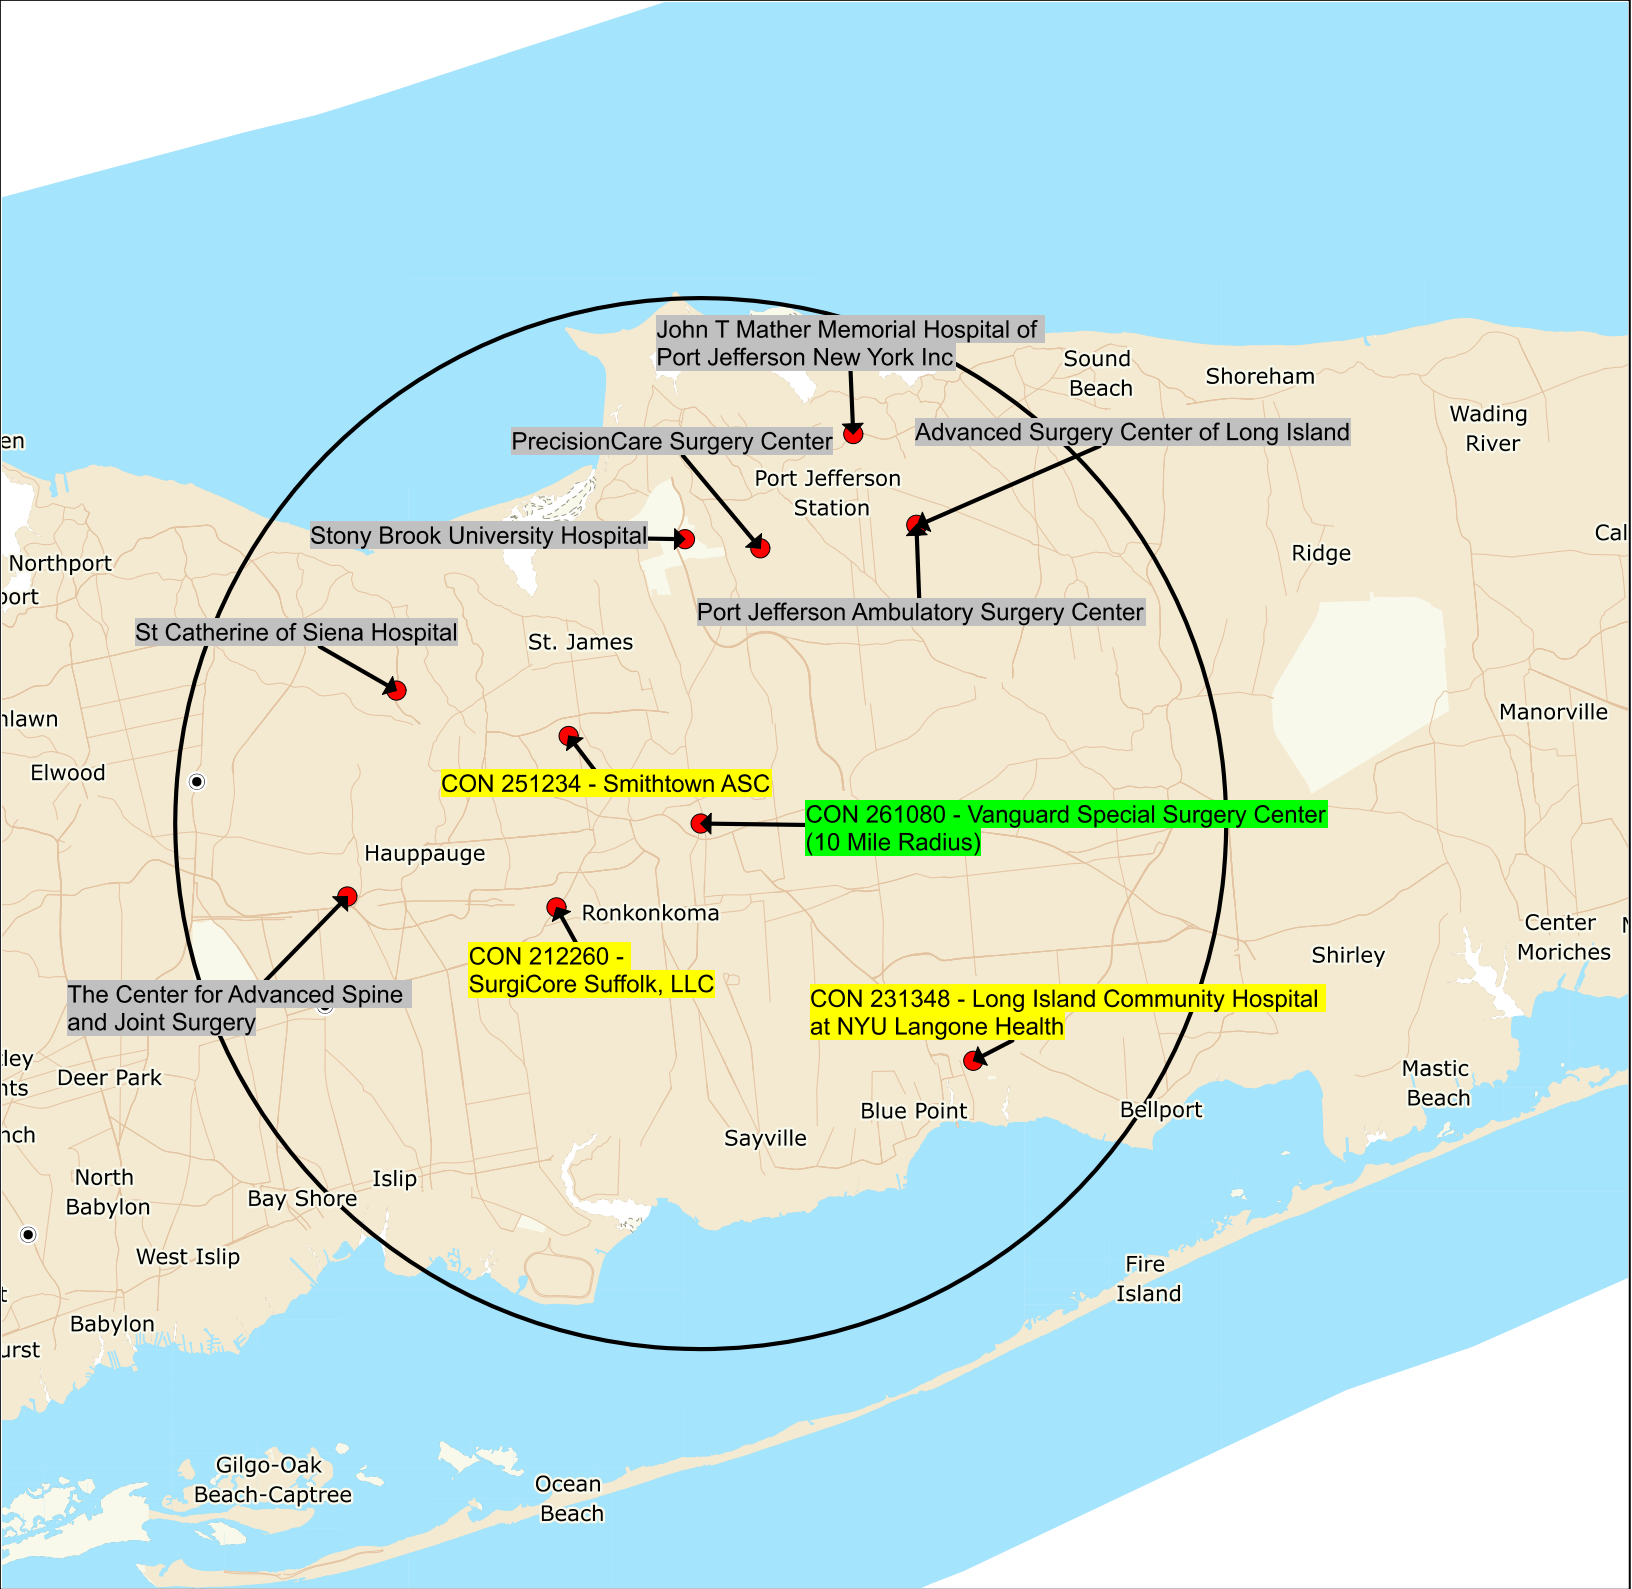 John T Mather Memorial Hospital of
Port Jefferson New York Inc
Sound
Beach
Shoreham
Wading
River
Advanced Surgery Center of Long Island
PrecisionCare Surgery Center
en
Port Jefferson
Station
Stony Brook University Hospital
Cal
Ridge
Northport
port
Port Jefferson Ambulatory Surgery Center
St Catherine of Siena Hospital
St. James
nlawn
Manorville
Elwood
CON 251234 - Smithtown ASC
CON 261080 - Vanguard Special Surgery Center
(10 Mile Radius)
Hauppauge
Ronkonkoma
Center
Moriches
Shirley
CON 212260 -
SurgiCore Suffolk, LLC
The Center for Advanced Spine
and Joint Surgery
CON 231348 - Long Island Community Hospital
at NYU Langone Health
tley
nts
Deer Park
Mastic
Beach
Blue Point
Bellport
nch
Sayville
North
Babylon
Islip
Bay Shore
West Islip
Fire
Island
Babylon
urst
Gilgo-Oak
Beach-Captree
Ocean
Beach